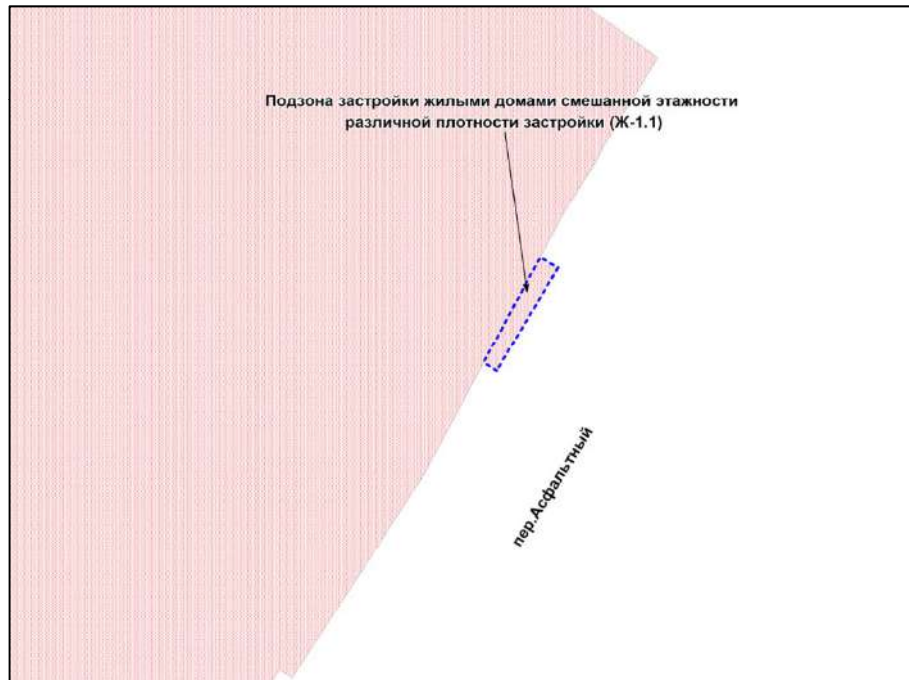 Подзона застройки жилыми домами смешанной этажности
различной плотности застройки (Ж-1.1)
пер.Асфальтный